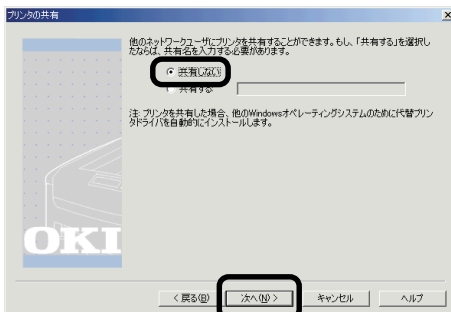 プリンタの共有
他のネットワークユーザにプリンタを共有することができます。もし、「共有する」を選択し
たならば、共有名を入力する必要があります。
共有しない
共有する
注: プリンタを共有した場合、他のWindowsオペレーティングシステムのために代替プリン
タドライバを自動的にインストールします。
OKI
< 戻る(B)
次へ(N) >
キャンセル
ヘルプ